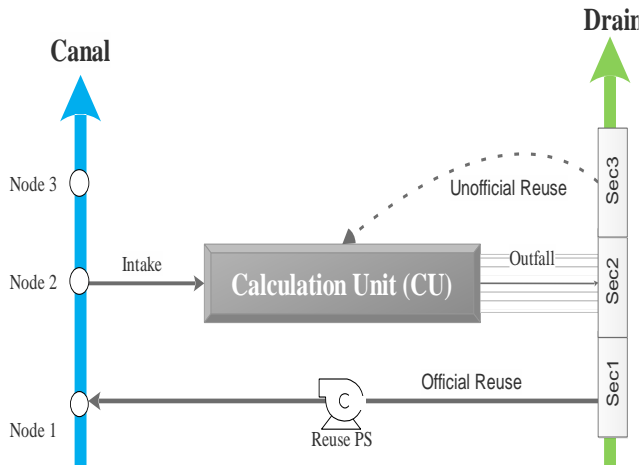 Drain
Canal
Sec3
Node 3
Unofficial Reuse
Intake
Outfall
Node 2
Calculation Unit (CU)
Sec2
Official Reuse
Sec1
C
Node 1
Reuse PS